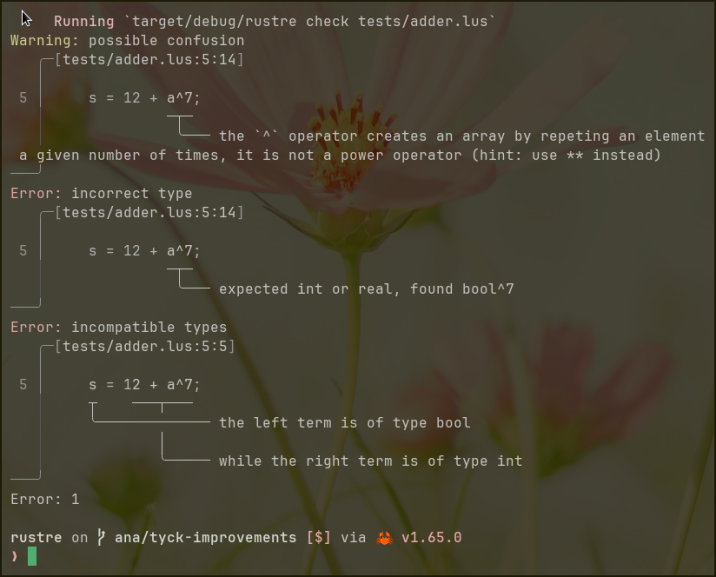 Running `target/debug/rustre check tests/adder.lus`
Warning: possible confusion
[tests/adder.lus:5:14]
5 s = 12 + a^7;
the `^` operator creates an array by repeting an element
a given number of times, it is not a power operator (hint: use ** instead)
Error: incorrect type
[tests/adder.lus:5:14]
5 s = 12 + a^7;
expected int or real, found bool^7
Error: incompatible types
[tests/adder.lus:5:5]
5 s = 12 + a^7;
the left term is of type bool
while the right term is of type int
Error: 1
rustre on ana/tyck-improvements [$] via 🦀 v1.65.0
❯